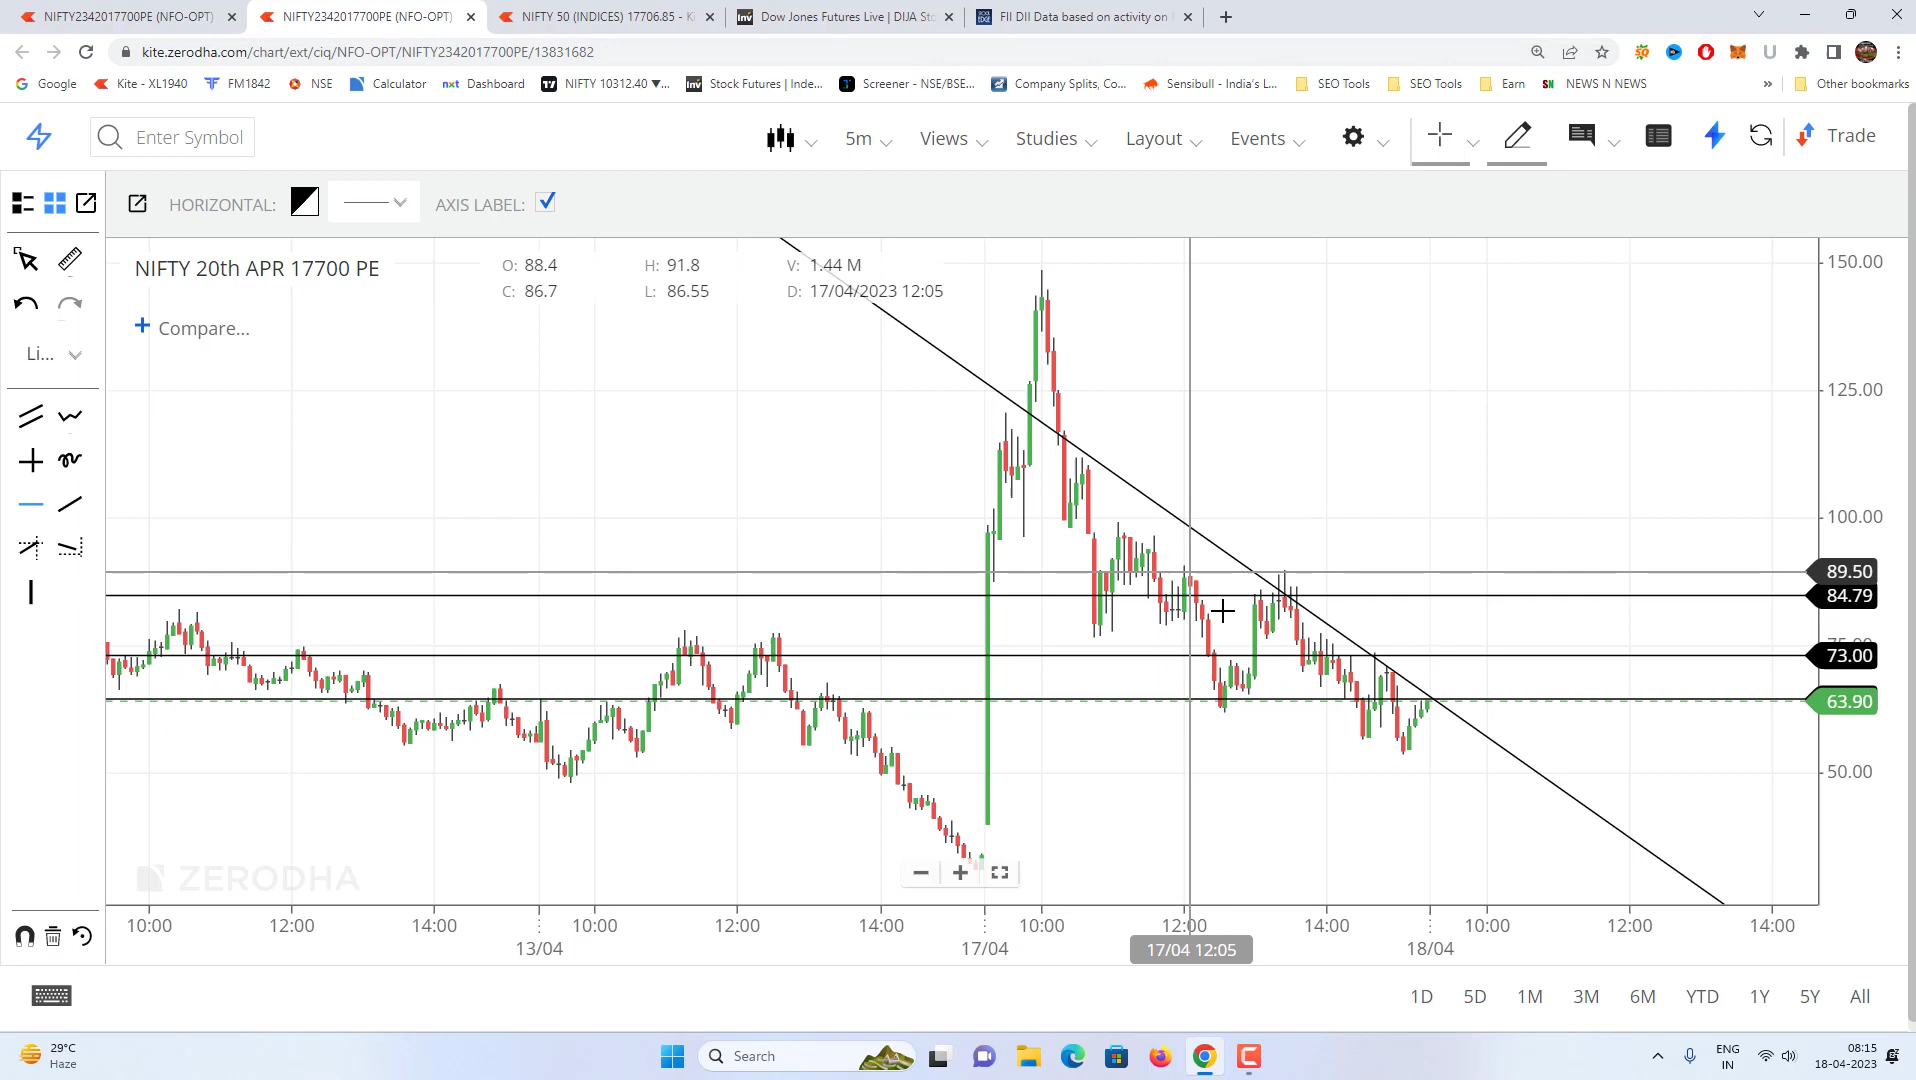 NIFTY2342017700PE (NFO-OPT)
NIFTY2342017700PE (NFO-OPT)
NIFTY 50 (INDICES) 17706.85 - Ki
Dow Jones Futures Live | DJIA St
FII DII Data based on activity on
kite.zerodha.com/chart/ext/ciq/NFO-OPT/NIFTY2342017700PE/13831682
Google
Kite - XL1940
FM1842
NSE
Calculator
nxt Dashboard
NIFTY 10312.40 ▼...
Stock Futures | Inde...
Screener - NSE/BSE...
Company Splits, Co...
Sensibull - India's L...
SEO Tools
SEO Tools
Earn
SN NEWS N NEWS
»
Other bookmarks
Enter Symbol
5m
Views
Studies
Layout
Events
Trade
HORIZONTAL:
AXIS LABEL:
NIFTY 20th APR 17700 PE
O: 88.4
H: 91.8
V: 1.44 M
C: 86.7
L: 86.55
D: 17/04/2023 12:05
+ Compare...
Li...
150.00
125.00
100.00
89.50
84.79
75.00
73.00
63.90
50.00
ZERODHA
10:00
12:00
14:00
10:00
12:00
14:00
10:00
12:00
14:00
10:00
12:00
14:00
13/04
17/04
17/04 12:05
18/04
1D
5D
1M
3M
6M
YTD
1Y
5Y
All
29°C
Haze
Search
ENG
IN
08:15
18-04-2023